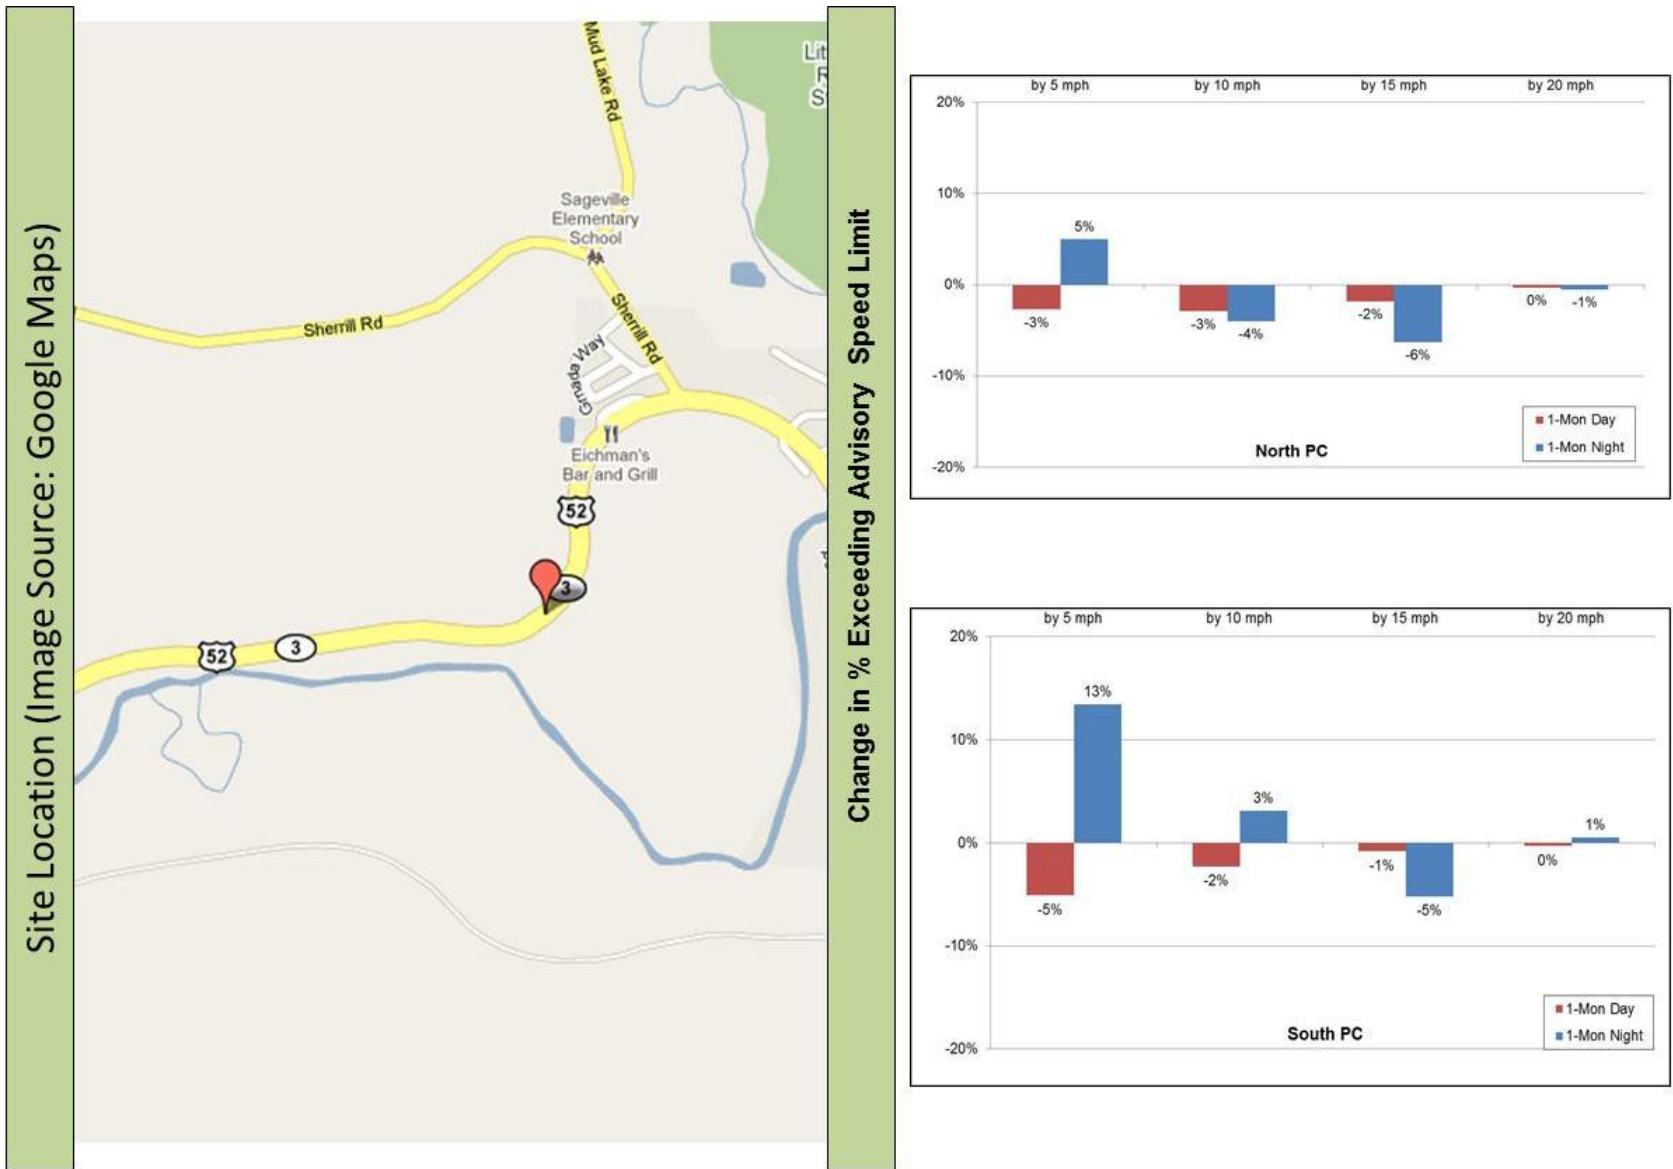 Site Location (Image Source: Google Maps)
Mud Lake Rd
Lit
R
S
Sageville
Elementary
School
Sherrill Rd
Sherrill Rd
Gmapa Way
Eichman's
Bar and Grill
52
3
52
3
Change in % Exceeding Advisory Speed Limit
by 5 mph by 10 mph by 15 mph by 20 mph
20%
10%
5%
0%
-3% -3% -4% -2% -6% 0% -1%
-10%
1-Mon Day
North PC
1-Mon Night
-20%
by 5 mph by 10 mph by 15 mph by 20 mph
20%
13%
10%
3%
1%
0%
-5% -2% -1% -5% 0%
-10%
1-Mon Day
South PC
1-Mon Night
-20%